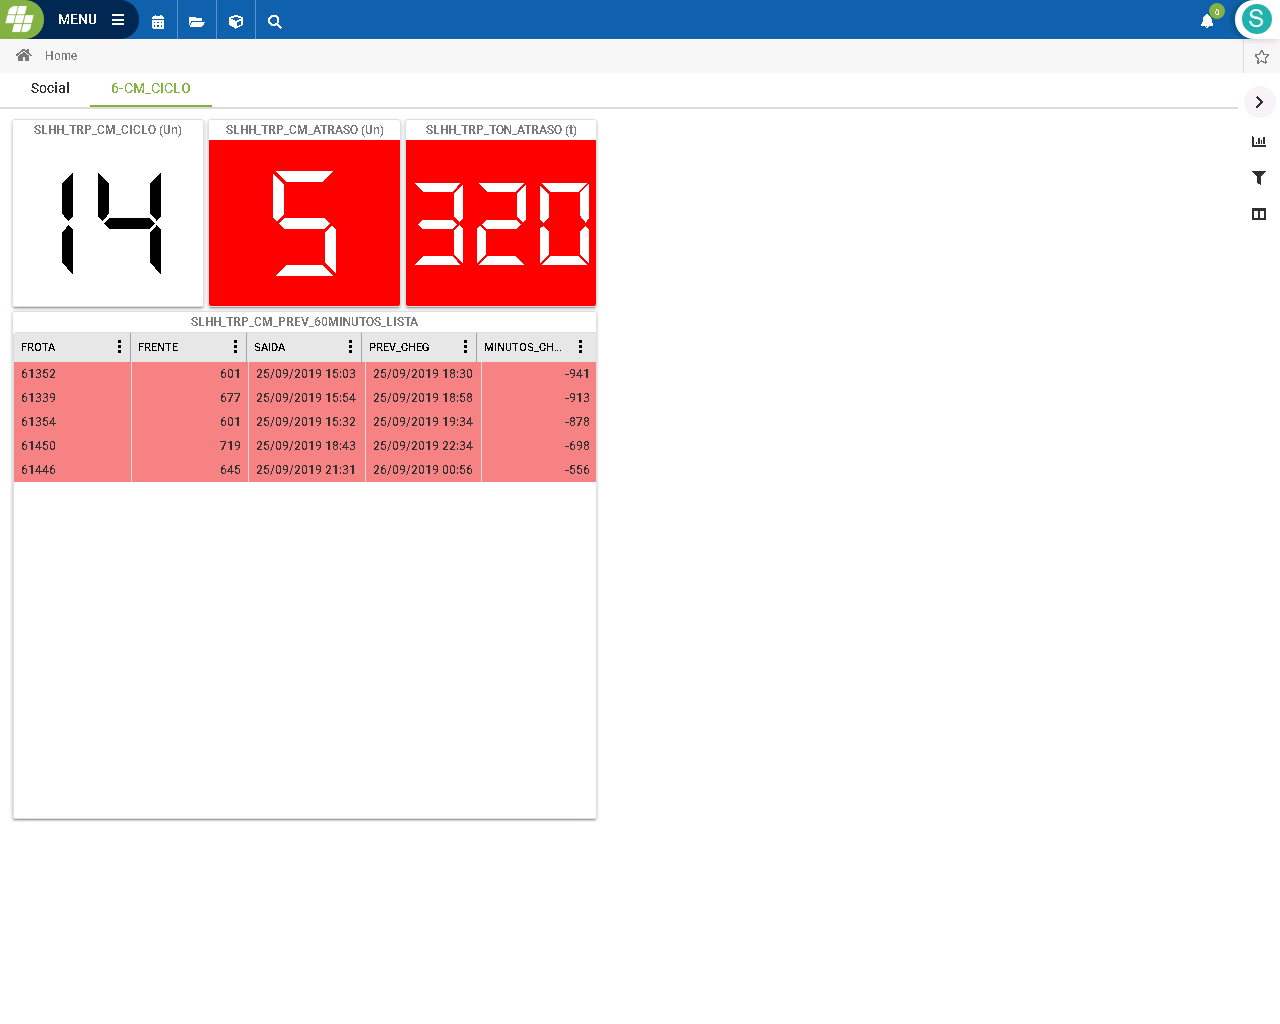 MENU
0
S
Home
Social
6-CM_CICLO
SLHH_TRP_CM_CICLO (Un)
SLHH_TRP_CM_ATRASO (Un)
SLHH_TRP_TON_ATRASO (t)
14
5
320
SLHH_TRP_CM_PREV_60MINUTOS_LISTA
FROTA FRENTE SAIDA PREV_CHEG MINUTOS_CH...
61352 601 25/09/2019 15:03 25/09/2019 18:30 -941
61339 677 25/09/2019 15:54 25/09/2019 18:58 -913
61354 601 25/09/2019 15:32 25/09/2019 19:34 -878
61450 719 25/09/2019 18:43 25/09/2019 22:34 -698
61446 645 25/09/2019 21:31 26/09/2019 00:56 -556